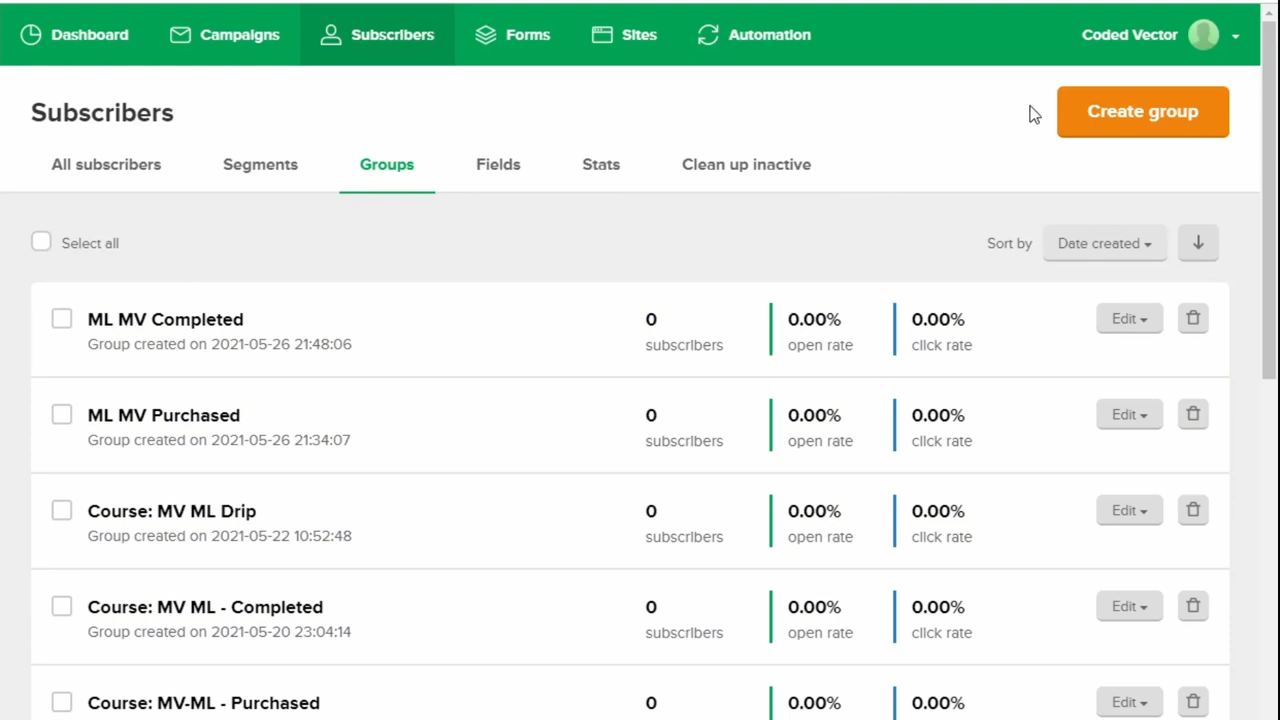 Dashboard Campaigns Subscribers Forms Sites Automation Coded Vector
Subscribers
Create group
All subscribers Segments Groups Fields Stats Clean up inactive
Select all Sort by Date created
ML MV Completed 0 0.00% 0.00% Edit
Group created on 2021-05-26 21:48:06 subscribers open rate click rate
ML MV Purchased 0 0.00% 0.00% Edit
Group created on 2021-05-26 21:34:07 subscribers open rate click rate
Course: MV ML Drip 0 0.00% 0.00% Edit
Group created on 2021-05-22 10:52:48 subscribers open rate click rate
Course: MV ML - Completed 0 0.00% 0.00% Edit
Group created on 2021-05-20 23:04:14 subscribers open rate click rate
Course: MV-ML - Purchased 0 0.00% 0.00% Edit